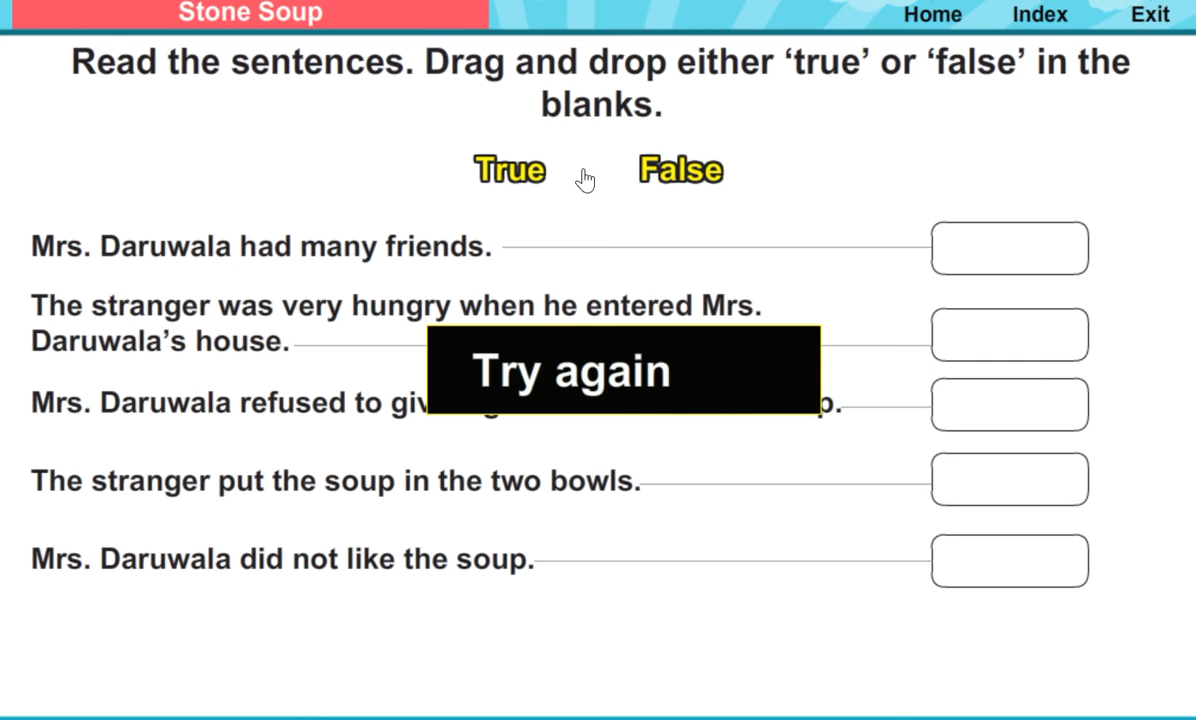 Stone Soup
Home Index Exit
Read the sentences. Drag and drop either ‘true’ or ‘false’ in the
blanks.
True False
Mrs. Daruwala had many friends.
The stranger was very hungry when he entered Mrs.
Daruwala’s house.
Try again
Mrs. Daruwala refused to
The stranger put the soup in the two bowls.
Mrs. Daruwala did not like the soup.